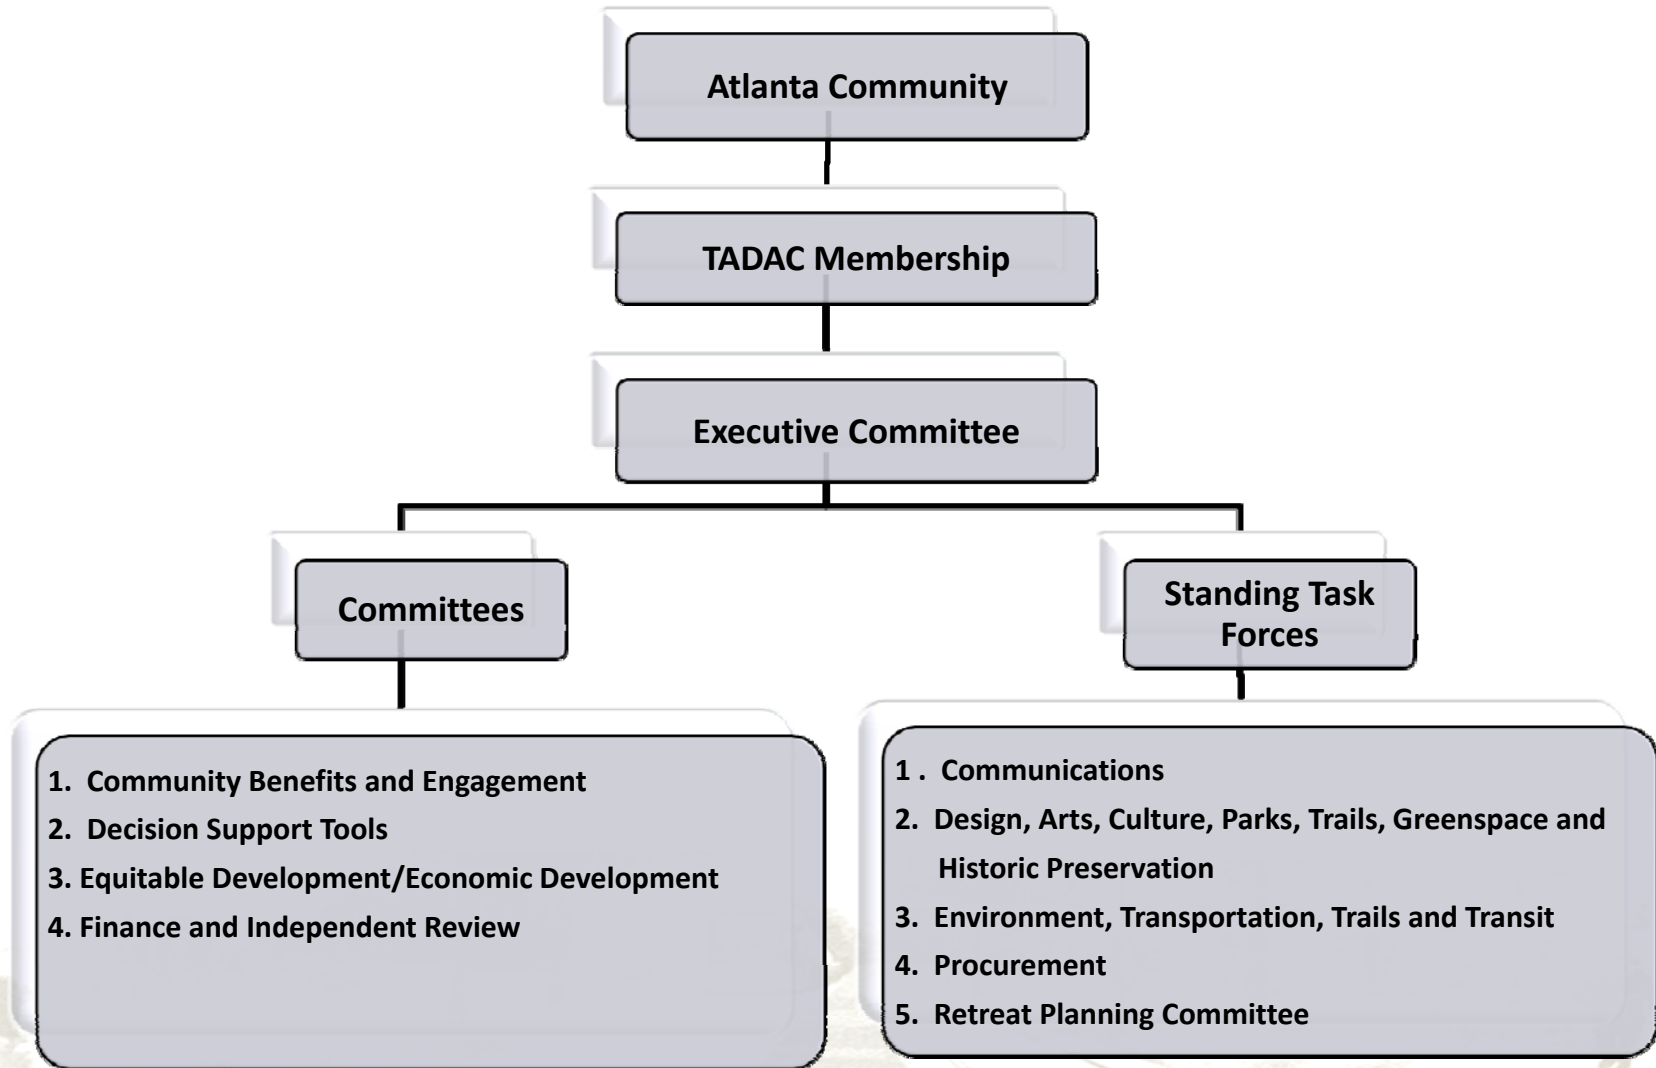 Atlanta Community
TADAC Membership
Executive Committee
Committees
Standing Task
Forces
1. Community Benefits and Engagement
2. Decision Support Tools
3. Equitable Development/Economic Development
4. Finance and Independent Review
1 . Communications
2. Design, Arts, Culture, Parks, Trails, Greenspace and
Historic Preservation
3. Environment, Transportation, Trails and Transit
4. Procurement
5. Retreat Planning Committee